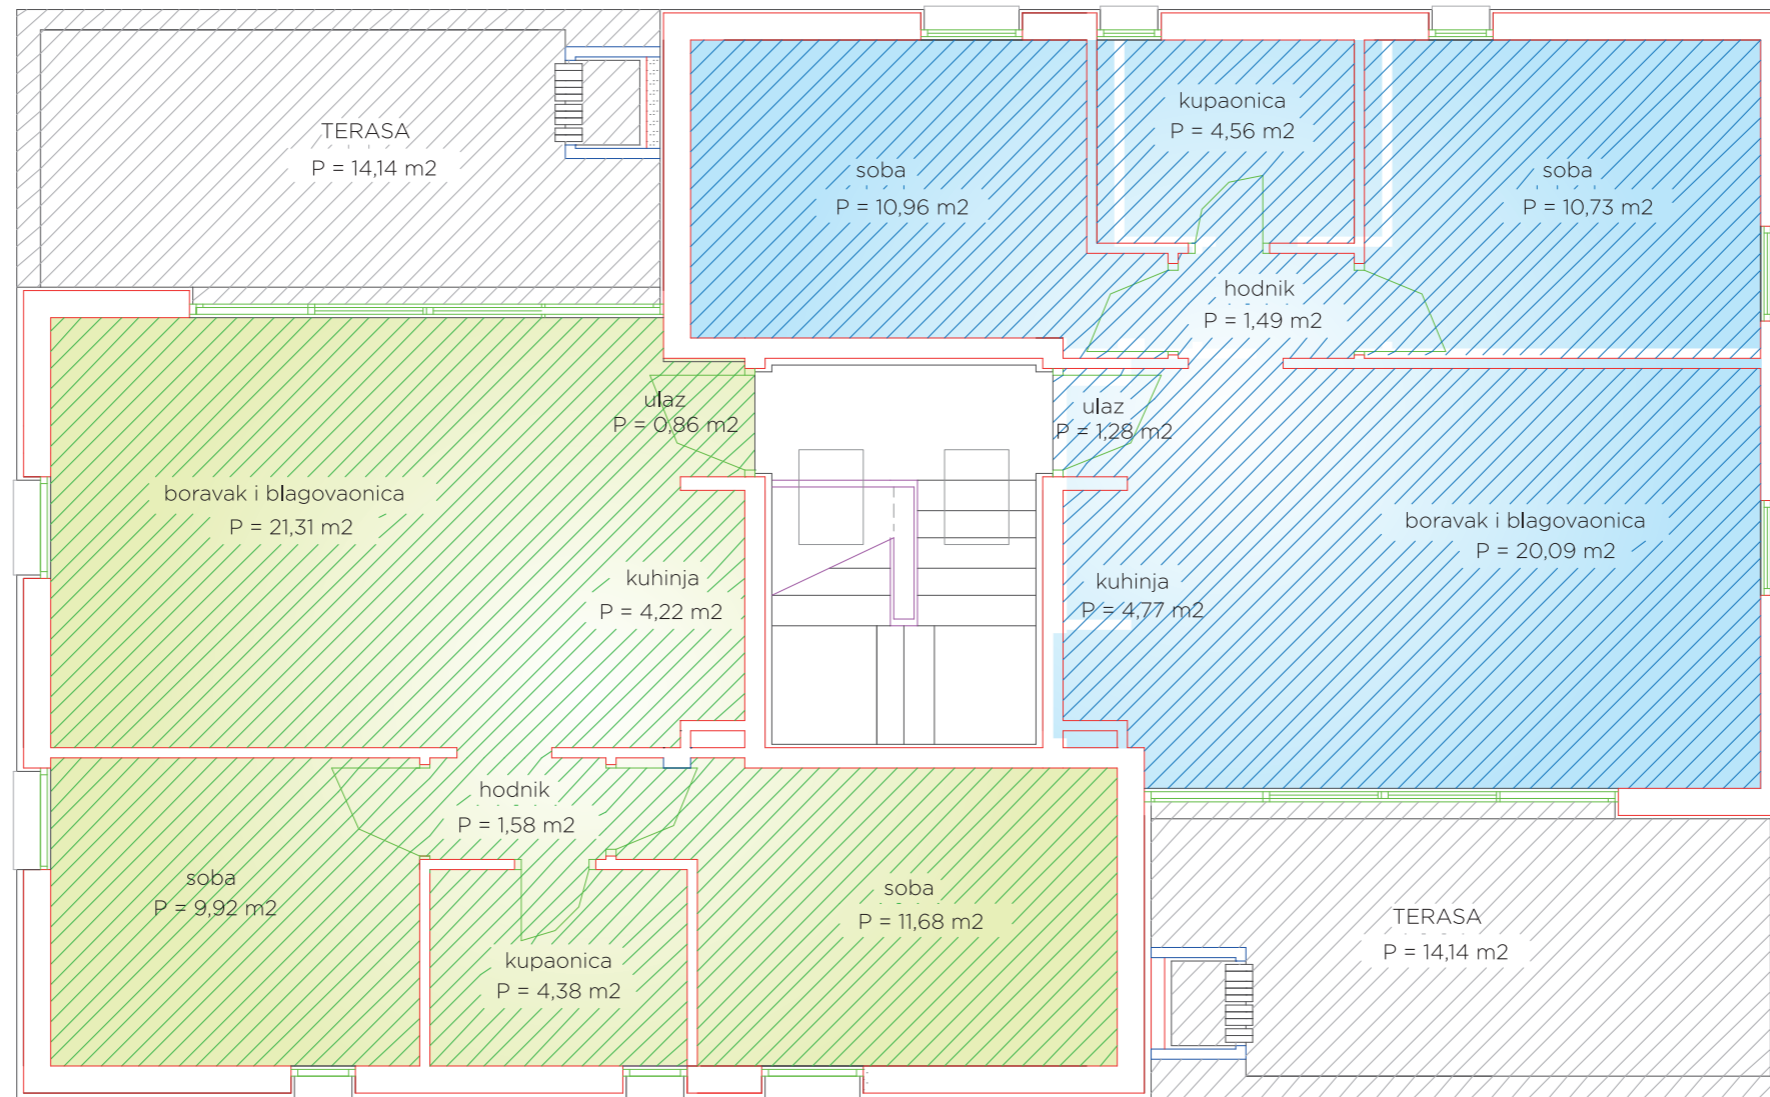 TERASA
P = 14,14 m2
soba
P = 10,96 m2
kupaonica
P = 4,56 m2
soba
P = 10,73 m2
hodnik
P = 1,49 m2
ulaz
P = 0,86 m2
ulaz
P = 1,28 m2
boravak i blagovaonica
P = 21,31 m2
kuhinja
P = 4,22 m2
kuhinja
P = 4,77 m2
boravak i blagovaonica
P = 20,09 m2
hodnik
P = 1,58 m2
soba
P = 9,92 m2
kupaonica
P = 4,38 m2
soba
P = 11,68 m2
TERASA
P = 14,14 m2